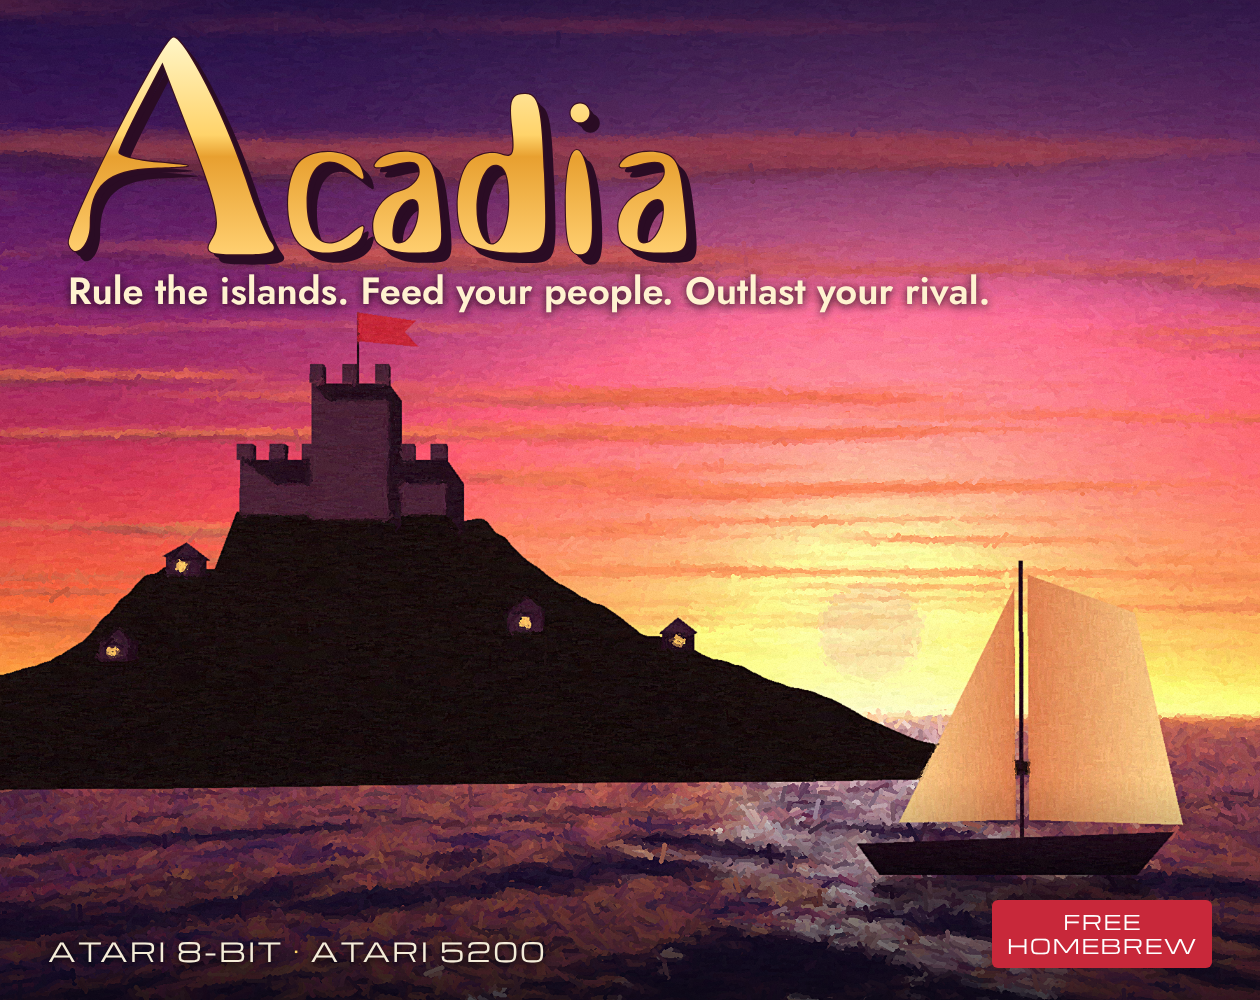 Acadia
Rule the islands. Feed your people. Outlast your rival.
ATARI 8-BIT · ATARI 5200
FREE
HOMEBREW